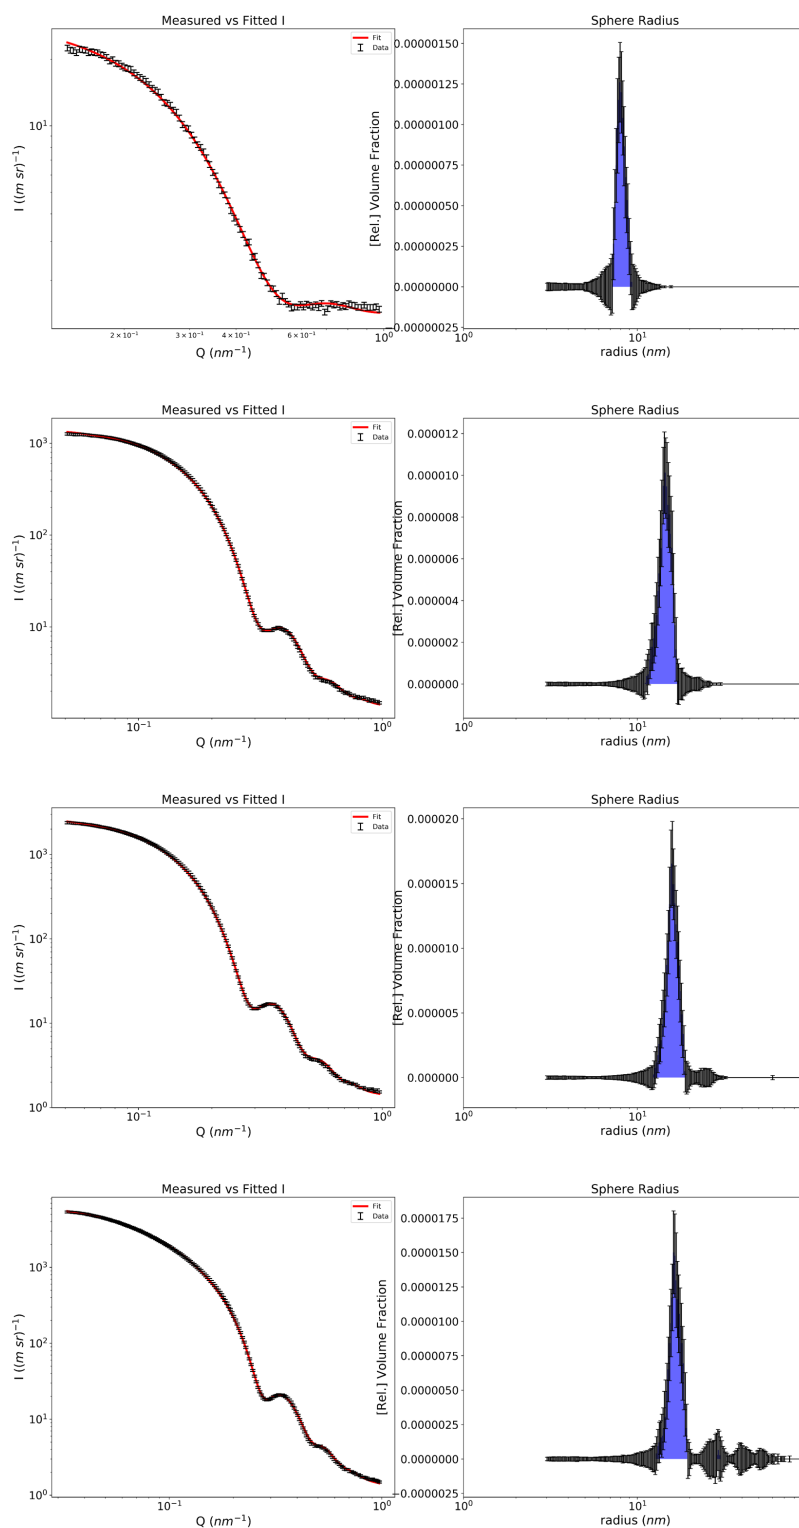 Measured vs Fitted I
Fit
Data
10¹
I ((m sr)⁻¹)
2 × 10⁻¹ 3 × 10⁻¹ 4 × 10⁻¹ 6 × 10⁻¹ 10⁰
Q (nm⁻¹)
Sphere Radius
0.00000150
0.00000125
0.00000100
0.00000075
0.00000050
0.00000025
0.00000000
−0.00000025
[Rel.] Volume Fraction
10⁰ 10¹
radius (nm)
Measured vs Fitted I
Fit
Data
10³
10²
10¹
I ((m sr)⁻¹)
10⁻¹ 10⁰
Q (nm⁻¹)
Sphere Radius
0.000012
0.000010
0.000008
0.000006
0.000004
0.000002
0.000000
[Rel.] Volume Fraction
10⁰ 10¹
radius (nm)
Measured vs Fitted I
Fit
Data
10³
10²
10¹
10⁰
I ((m sr)⁻¹)
10⁻¹ 10⁰
Q (nm⁻¹)
Sphere Radius
0.000020
0.000015
0.000010
0.000005
0.000000
[Rel.] Volume Fraction
10⁰ 10¹
radius (nm)
Measured vs Fitted I
Fit
Data
10³
10²
10¹
10⁰
I ((m sr)⁻¹)
10⁻¹ 10⁰
Q (nm⁻¹)
Sphere Radius
0.0000175
0.0000150
0.0000125
0.0000100
0.0000075
0.0000050
0.0000025
0.0000000
−0.0000025
[Rel.] Volume Fraction
10⁰ 10¹
radius (nm)